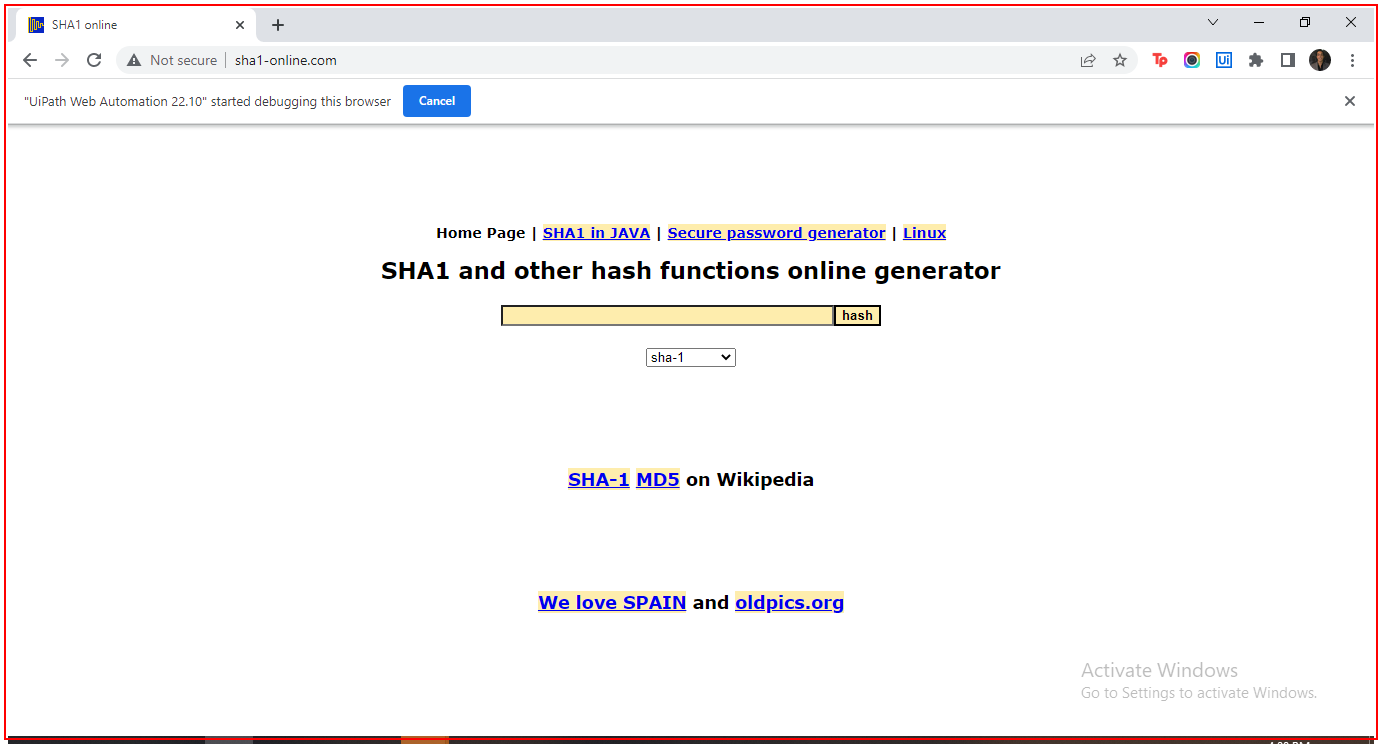 SHA1 online
Not secure | sha1-online.com
Tp
Ui
"UiPath Web Automation 22.10" started debugging this browser Cancel
Home Page | SHA1 in JAVA | Secure password generator | Linux
SHA1 and other hash functions online generator
hash
sha-1
SHA-1 MD5 on Wikipedia
We love SPAIN and oldpics.org
Activate Windows
Go to Settings to activate Windows.